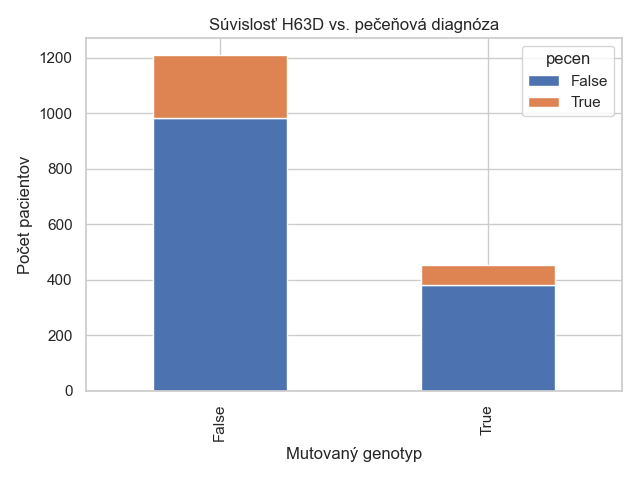 Súvislosť H63D vs. pečeňová diagnóza
pecen
False
True
1200
1000
800
600
400
200
0
Počet pacientov
False
True
Mutovaný genotyp